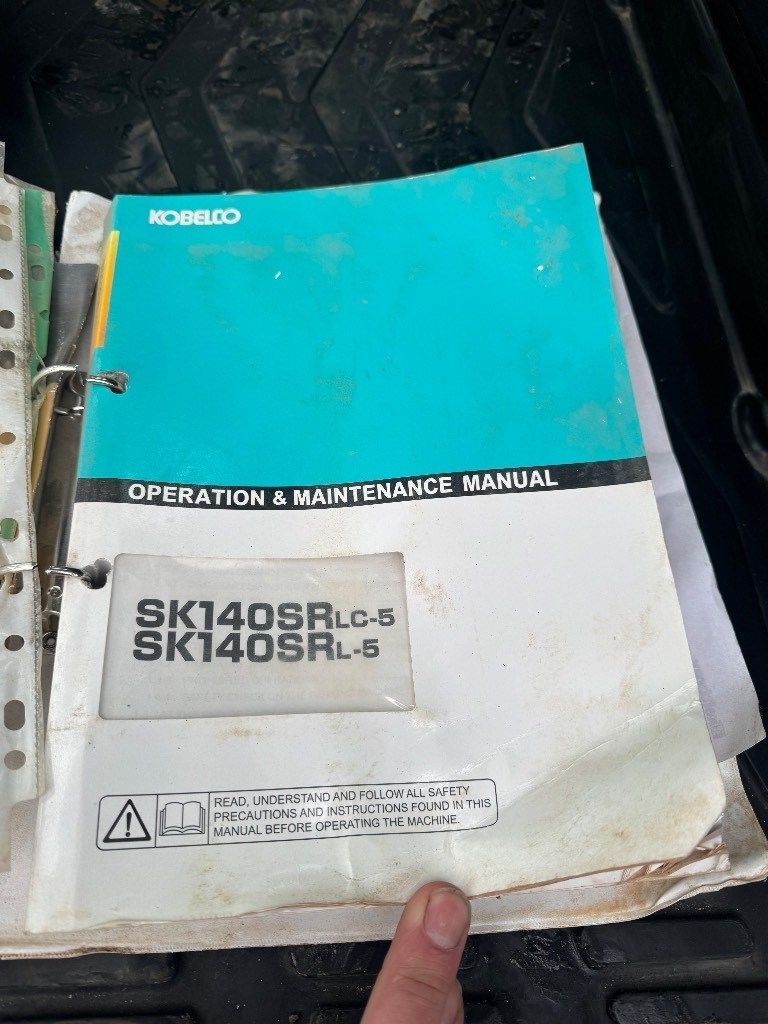 KOBELCO
OPERATION & MAINTENANCE MANUAL
SK140SRLC-5
SK140SRL-5
READ, UNDERSTAND AND FOLLOW ALL SAFETY
PRECAUTIONS AND INSTRUCTIONS FOUND IN THIS
MANUAL BEFORE OPERATING THE MACHINE.